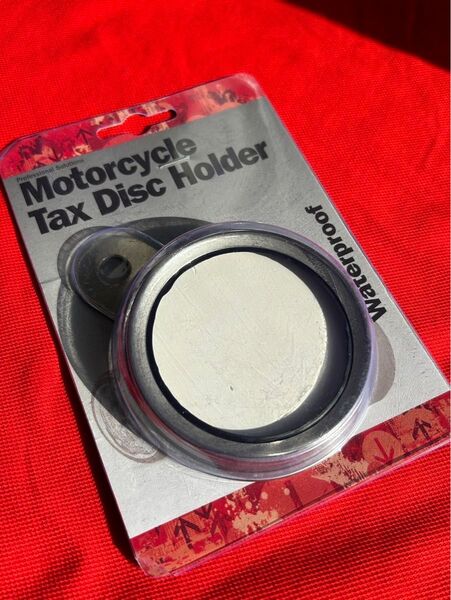 Professional Solutions
Motorcycle
Tax Disc Holder
Waterproof